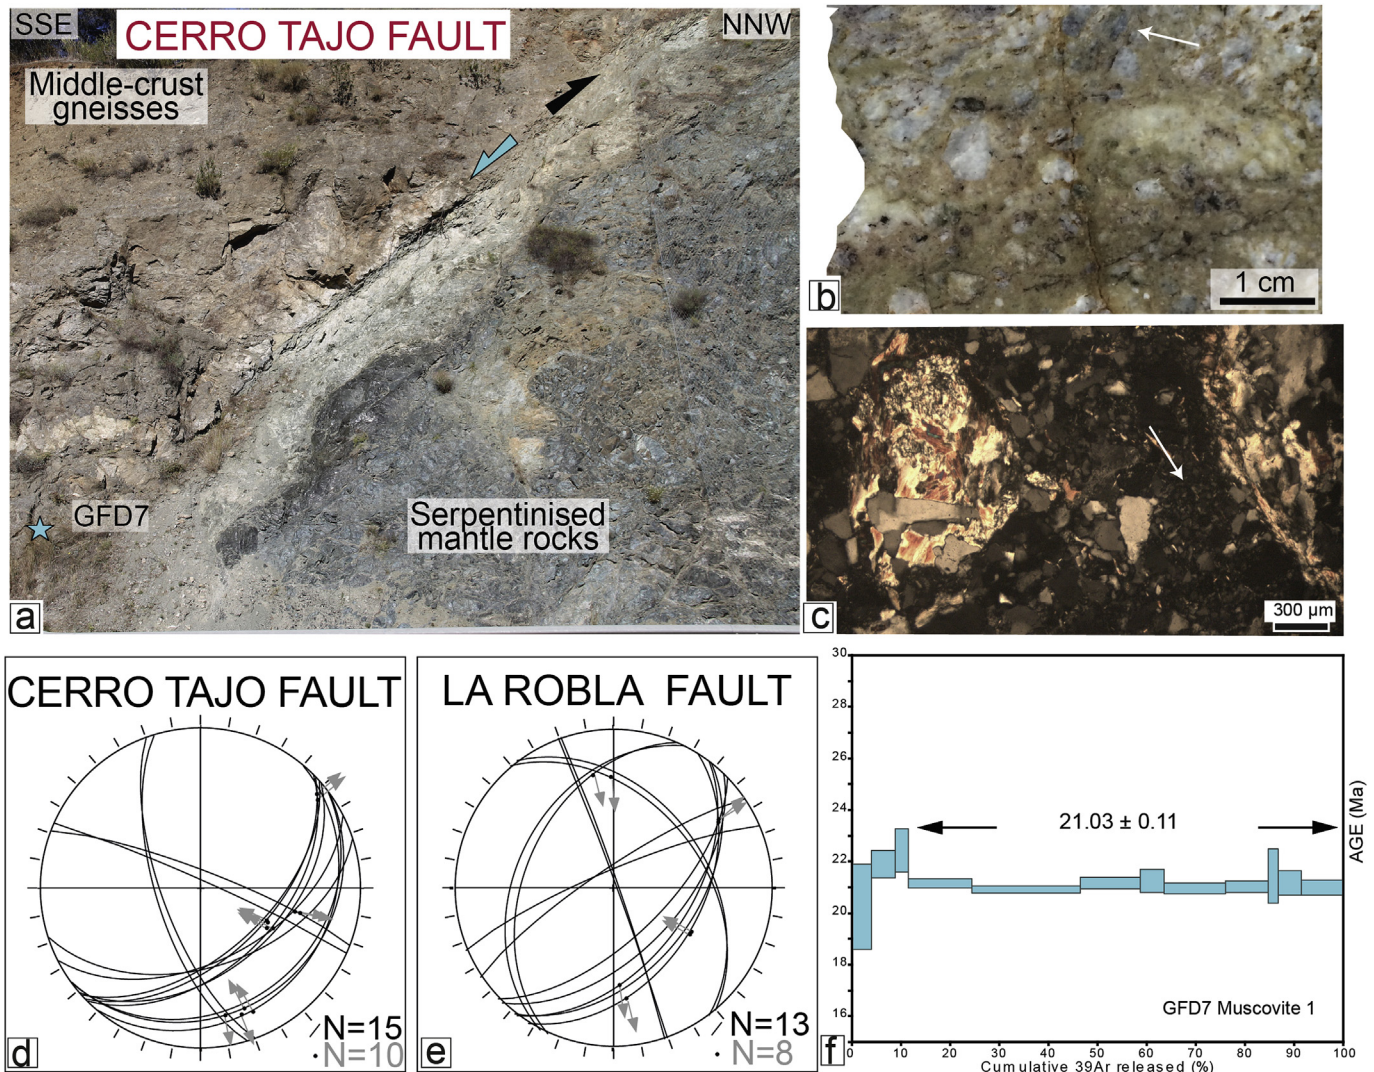 SSE
CERRO TAJO FAULT
NNW
Middle-crust
gneisses
GFD7
Serpentinised
mantle rocks
a
1 cm
b
300 µm
c
CERRO TAJO FAULT
N=15
N=10
d
LA ROBLA FAULT
N=13
N=8
e
30
28
26
24
22
20
18
16
21.03 ± 0.11
AGE (Ma)
GFD7 Muscovite 1
0 10 20 30 40 50 60 70 80 90 100
Cumulative 39Ar released (%)
f